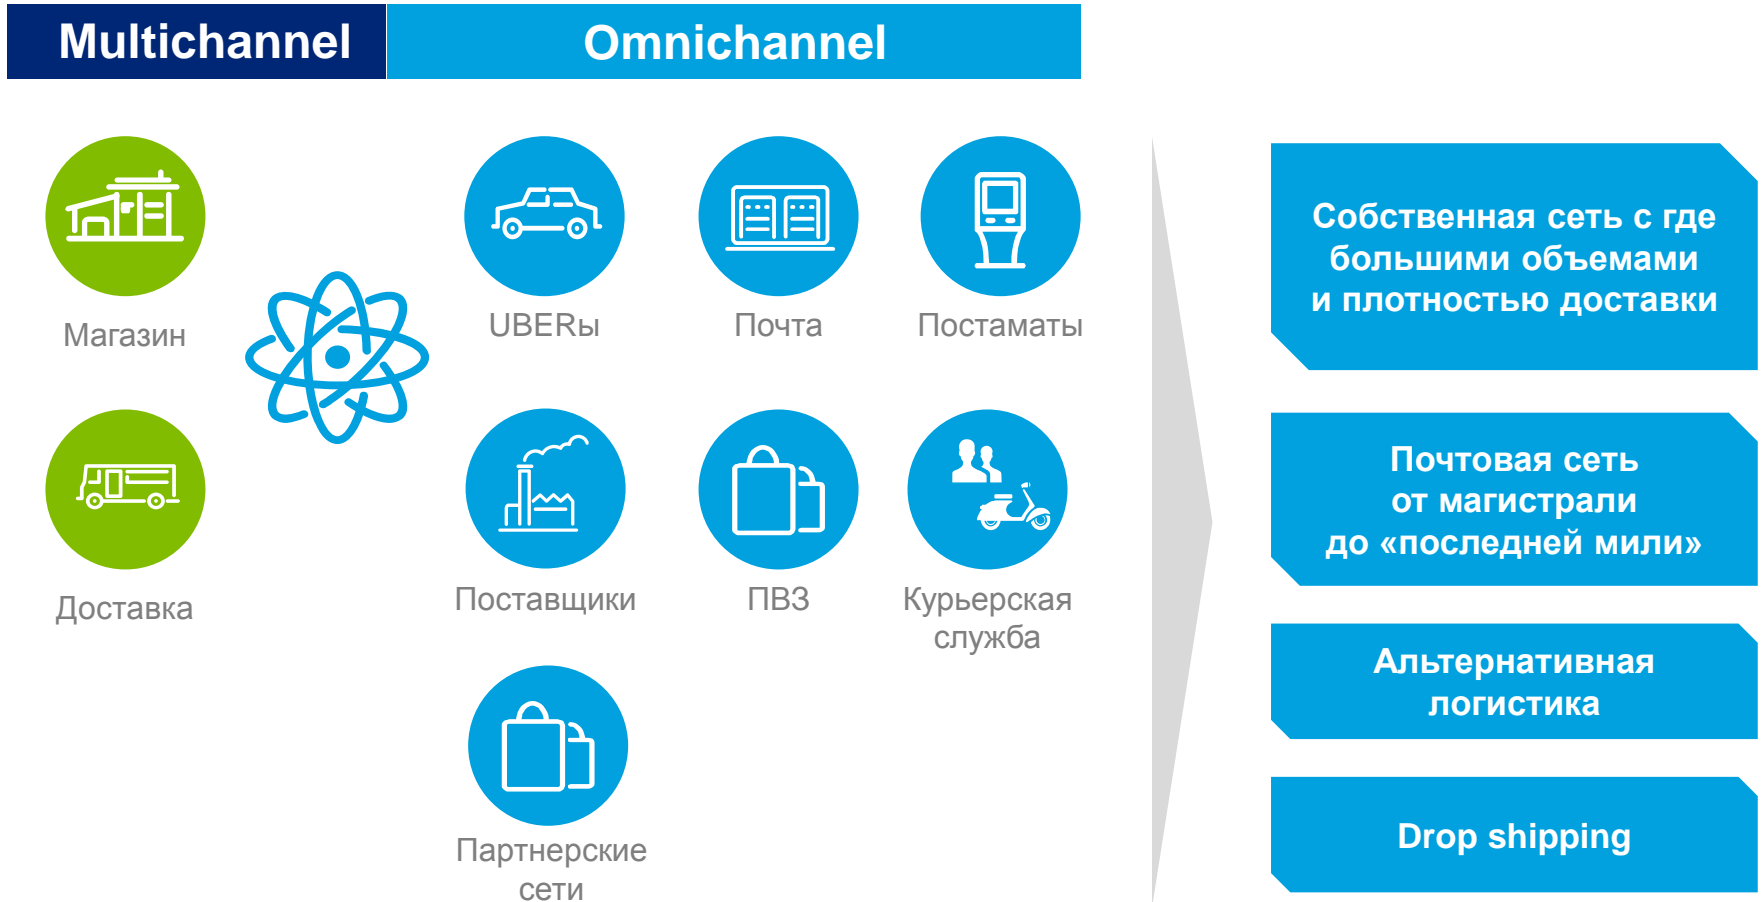 Multichannel
Omnichannel
Магазин
UBERы
Почта
Постаматы
Доставка
Поставщики
ПВЗ
Курьерская
служба
Партнерские
сети
Собственная сеть с где
большими объемами
и плотностью доставки
Почтовая сеть
от магистрали
до «последней мили»
Альтернативная
логистика
Drop shipping